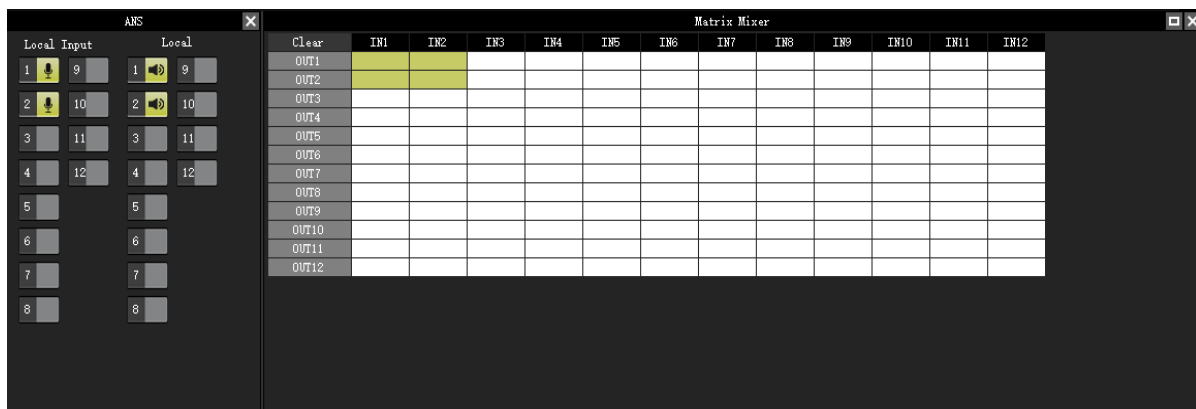 ANS
Local Input Local
1 9 1 9
2 10 2 10
3 11 3 11
4 12 4 12
5 5
6 6
7 7
8 8
Matrix Mixer
Clear IN1 IN2 IN3 IN4 IN5 IN6 IN7 IN8 IN9 IN10 IN11 IN12
OUT1
OUT2
OUT3
OUT4
OUT5
OUT6
OUT7
OUT8
OUT9
OUT10
OUT11
OUT12